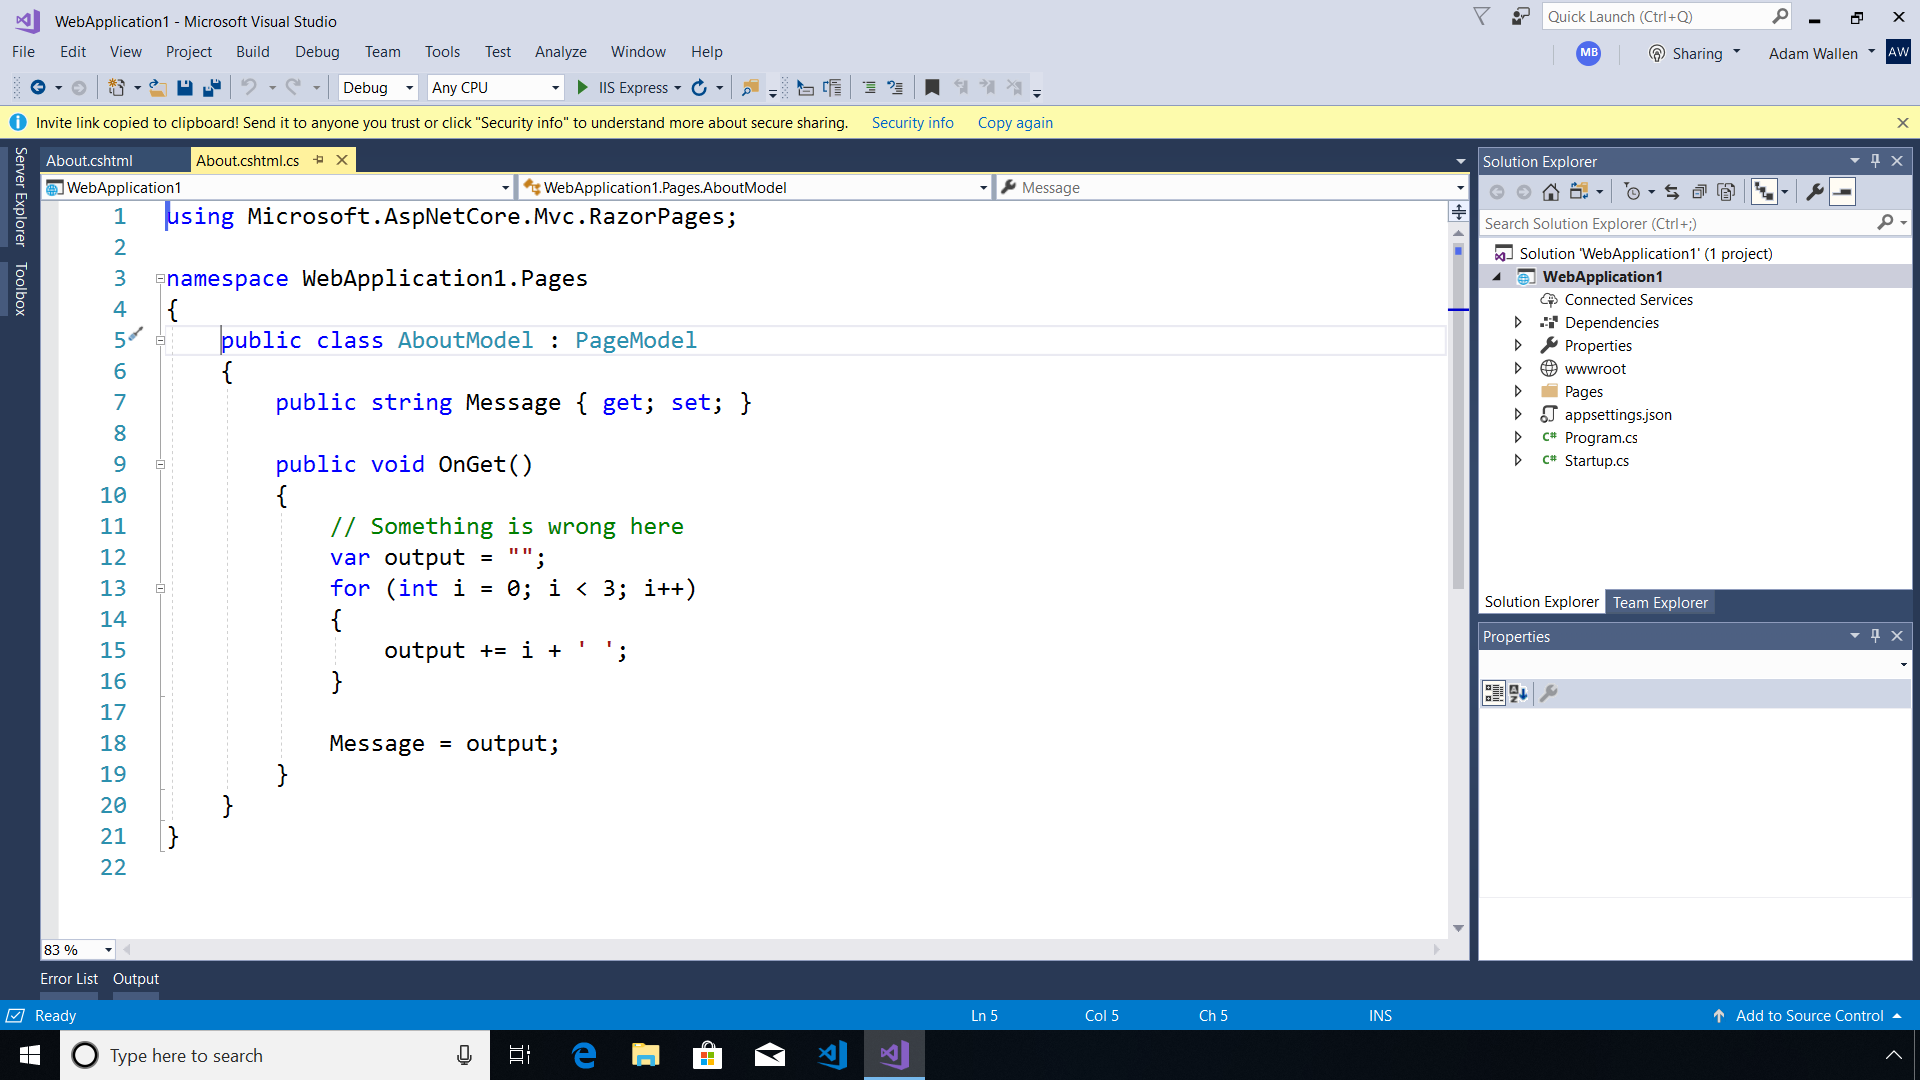 WebApplication1 - Microsoft Visual Studio
Quick Launch (Ctrl+Q)
File Edit View Project Build Debug Team Tools Test Analyze Window Help
MB Sharing Adam Wallen AW
Debug Any CPU IIS Express
Invite link copied to clipboard! Send it to anyone you trust or click "Security info" to understand more about secure sharing. Security info Copy again
Server Explorer
Toolbox
About.cshtml About.cshtml.cs
WebApplication1 WebApplication1.Pages.AboutModel Message
1 using Microsoft.AspNetCore.Mvc.RazorPages;
2
3 namespace WebApplication1.Pages
4 {
5 public class AboutModel : PageModel
6 {
7 public string Message { get; set; }
8
9 public void OnGet()
10 {
11 // Something is wrong here
12 var output = "";
13 for (int i = 0; i < 3; i++)
14 {
15 output += i + ' ';
16 }
17
18 Message = output;
19 }
20 }
21 }
22
83 %
Error List Output
Solution Explorer
Search Solution Explorer (Ctrl+;)
Solution 'WebApplication1' (1 project)
WebApplication1
Connected Services
Dependencies
Properties
wwwroot
Pages
appsettings.json
C# Program.cs
C# Startup.cs
Solution Explorer Team Explorer
Properties
Ready Ln 5 Col 5 Ch 5 INS Add to Source Control
Type here to search